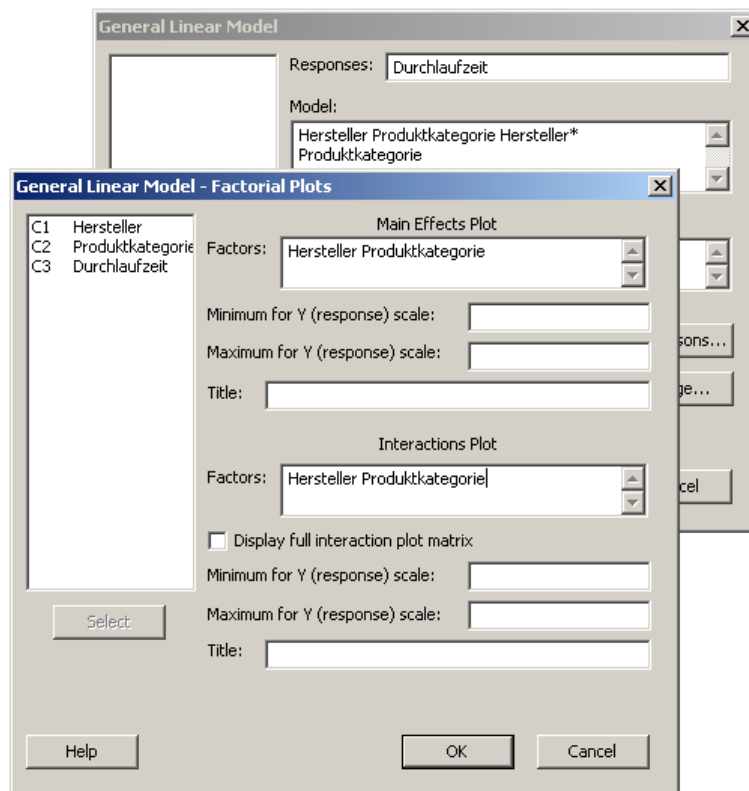 General Linear Model
Responses: Durchlaufzeit
Model:
Hersteller Produktkategorie Hersteller*
Produktkategorie
General Linear Model - Factorial Plots
C1 Hersteller
C2 Produktkategorie
C3 Durchlaufzeit
Main Effects Plot
Factors: Hersteller Produktkategorie
Minimum for Y (response) scale:
Maximum for Y (response) scale:
Title:
Interactions Plot
Factors: Hersteller Produktkategorie
Display full interaction plot matrix
Minimum for Y (response) scale:
Maximum for Y (response) scale:
Title:
Select
Help
OK
Cancel
sons...
ge...
cel